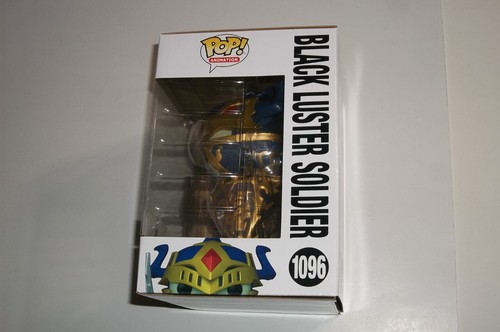 POP!
ANIMATION
BLACK LUSTER SOLDIER
1096